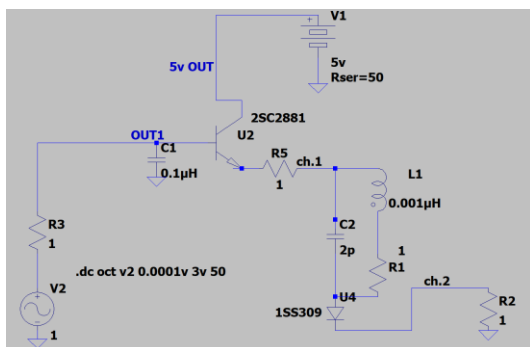 V1
5v OUT
5v
Rser=50
2SC2881
OUT1
U2
C1
0.1µH
R5
ch.1
1
L1
0.001µH
R3
1
C2
2p
1
R1
.dc oct v2 0.0001v 3v 50
U4
ch.2
V2
1SS309
R2
1
1